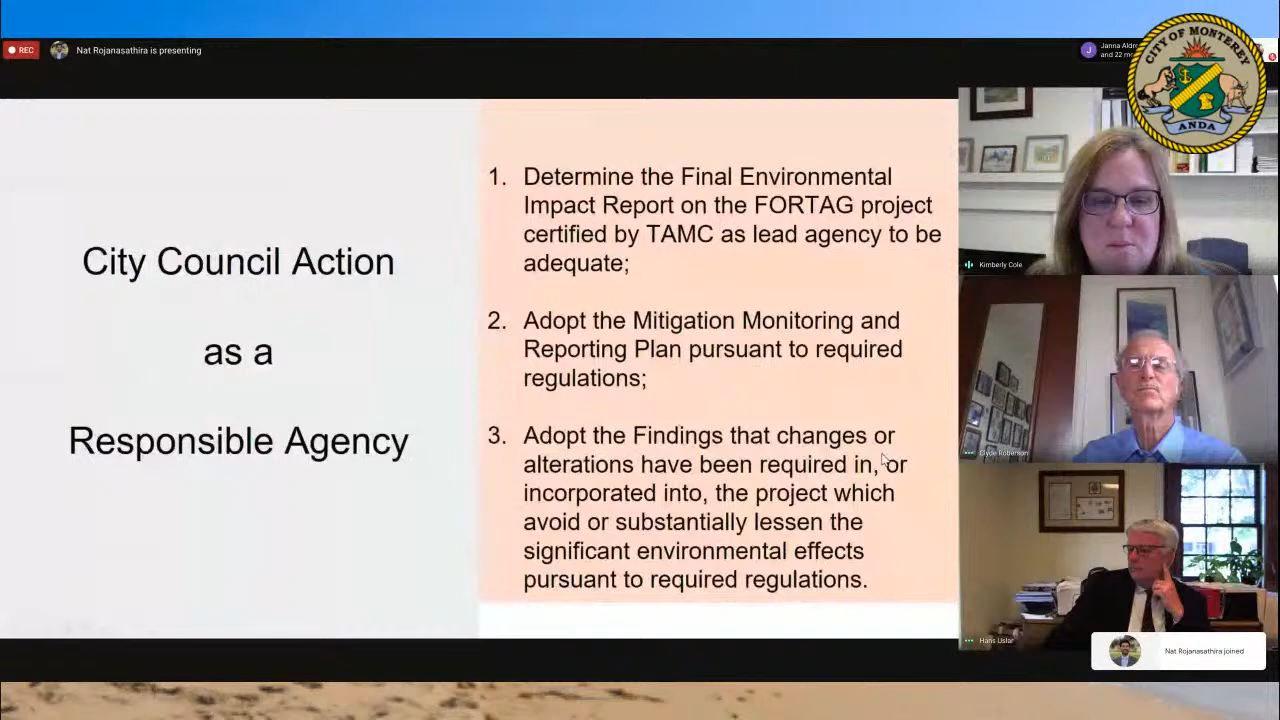 REC
Nat Rojanasathira is presenting
J
and 22 mo
CITY OF MONTEREY
ANDA
City Council Action
as a
Responsible Agency
1. Determine the Final Environmental
Impact Report on the FORTAG project
certified by TAMC as lead agency to be
adequate;
2. Adopt the Mitigation Monitoring and
Reporting Plan pursuant to required
regulations;
3. Adopt the Findings that changes or
alterations have been required in, or
incorporated into, the project which
avoid or substantially lessen the
significant environmental effects
pursuant to required regulations.
Kimberly Cole
Clyde Roberson
Hans Uslar
Nat Rojanasathira joined